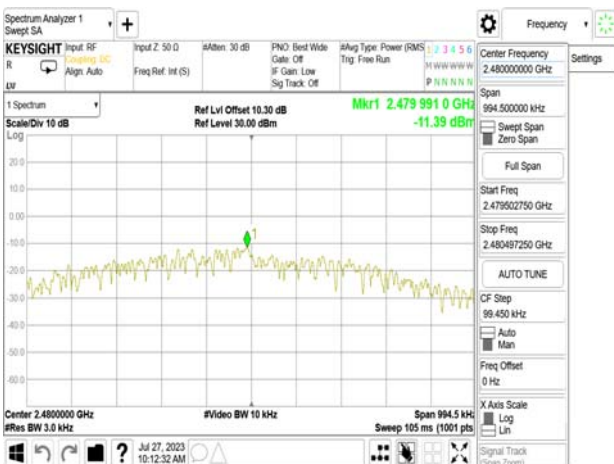 Spectrum Analyzer 1
Swept SA
+
Frequency
KEYSIGHT
R
LXI
Input: RF
Coupling: DC
Align: Auto
Input Z: 50 Ω
Freq Ref: Int (S)
#Atten: 30 dB
PNO: Best Wide
Gate: Off
IF Gain: Low
Sig Track: Off
#Avg Type: Power (RMS
Trig: Free Run
1 2 3 4 5 6
M W W W W W
P N N N N N
1 Spectrum
Scale/Div 10 dB
Log
Ref Lvl Offset 10.30 dB
Ref Level 30.00 dBm
Mkr1 2.479 991 0 GHz
-11.39 dBm
1
20.0
10.0
0.00
-10.0
-20.0
-30.0
-40.0
-50.0
-60.0
Center 2.4800000 GHz
#Res BW 3.0 kHz
#Video BW 10 kHz
Span 994.5 kHz
Sweep 105 ms (1001 pts
?
Jul 27, 2023
10:12:32 AM
Center Frequency
2.480000000 GHz
Span
994.500000 kHz
Swept Span
Zero Span
Full Span
Start Freq
2.479502750 GHz
Stop Freq
2.480497250 GHz
AUTO TUNE
CF Step
99.450 kHz
Auto
Man
Freq Offset
0 Hz
X Axis Scale
Log
Lin
Signal Track
(Span Zoom)
Settings